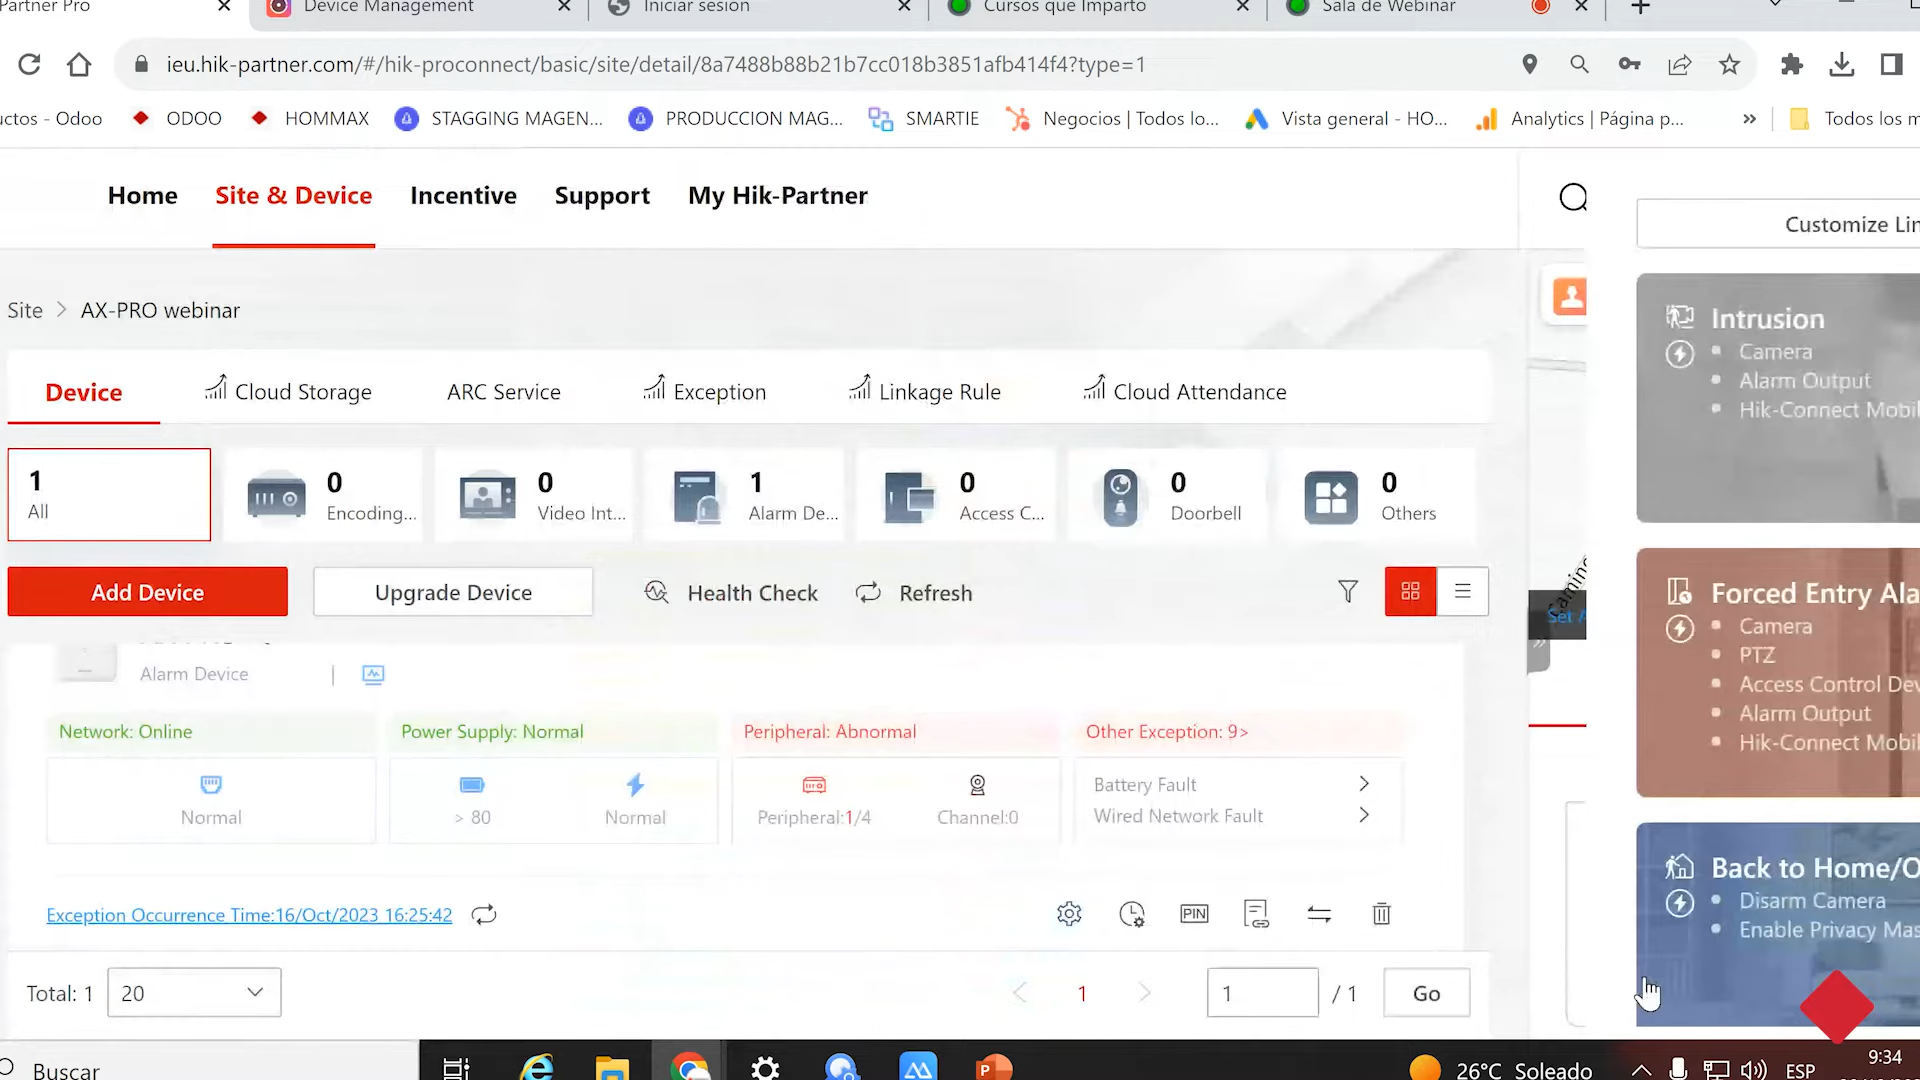 Partner Pro
Device Management
Iniciar sesión
Cursos que Imparto
Sala de Webinar
ieu.hik-partner.com/#/hik-proconnect/basic/site/detail/8a7488b88b21b7cc018b3851afb414f4?type=1
uctos - Odoo
ODOO
HOMMAX
STAGGING MAGEN...
PRODUCCION MAG...
SMARTIE
Negocios | Todos lo...
Vista general - HO...
Analytics | Página p...
»
Todos los m
Home
Site & Device
Incentive
Support
My Hik-Partner
Customize Lin
Site > AX-PRO webinar
Device
Cloud Storage
ARC Service
Exception
Linkage Rule
Cloud Attendance
1
All
0
Encoding...
0
Video Int...
1
Alarm De...
0
Access C...
0
Doorbell
0
Others
Add Device
Upgrade Device
Health Check
Refresh
Alarm Device
Network: Online
Normal
Power Supply: Normal
> 80
Normal
Peripheral: Abnormal
Peripheral:1/4
Channel:0
Other Exception: 9>
Battery Fault
Wired Network Fault
Exception Occurrence Time:16/Oct/2023 16:25:42
PIN
Total: 1
20
1
1
/ 1
Go
Set A
Intrusion
Camera
Alarm Output
Hik-Connect Mobil
Forced Entry Ala
Camera
PTZ
Access Control Dev
Alarm Output
Hik-Connect Mobil
Back to Home/O
Disarm Camera
Enable Privacy Mas
Buscar
26°C Soleado
ESP
9:34